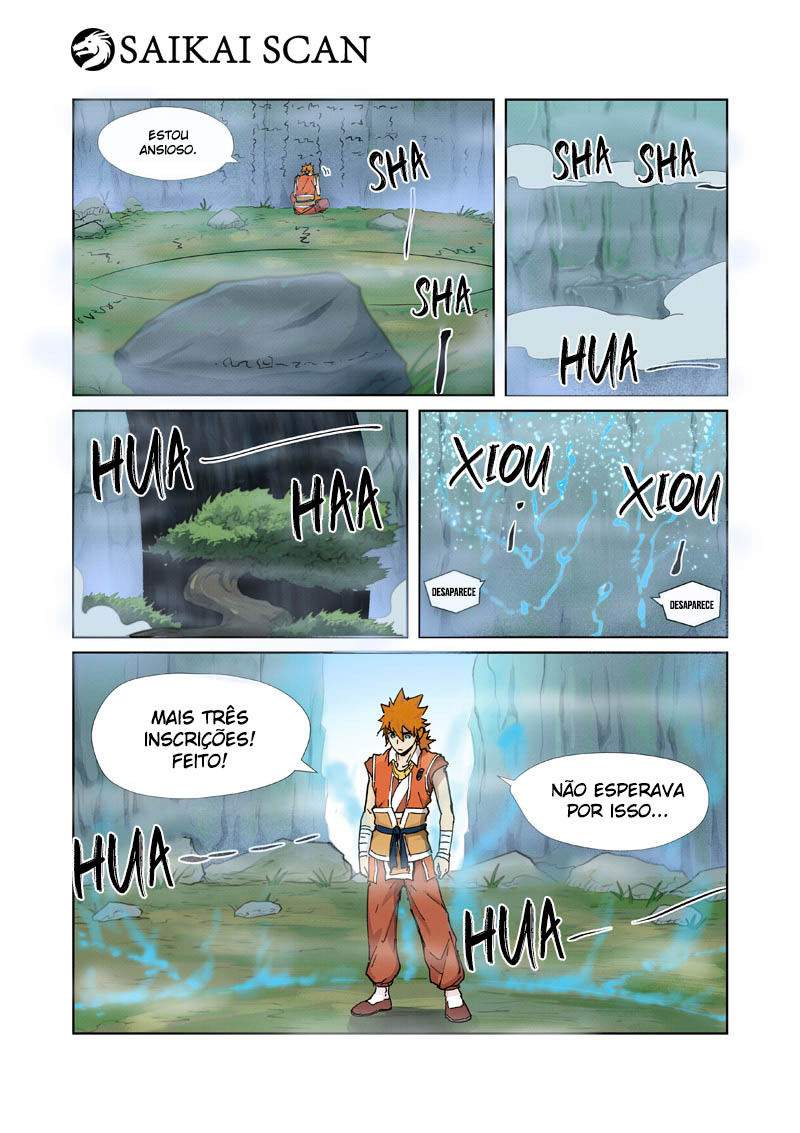 SAIKAI SCAN
ESTOU
ANSIOSO.
SHA
SHA
SHA SHA
HUA
HUA
HAA
XIOU
XIOU
DESAPARECE
DESAPARECE
MAIS TRÊS
INSCRIÇÕES!
FEITO!
NÃO ESPERAVA
POR ISSO...
HUA
HUA